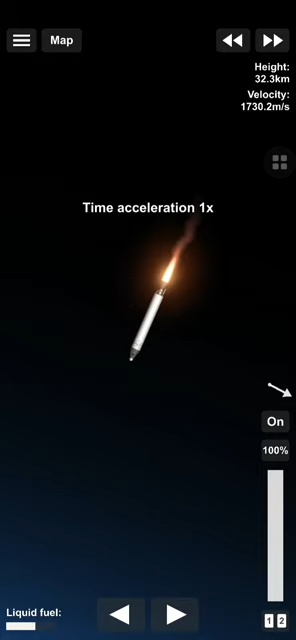 Map
Height:
32.3km
Velocity:
1730.2m/s
Time acceleration 1x
On
100%
Liquid fuel:
1 2